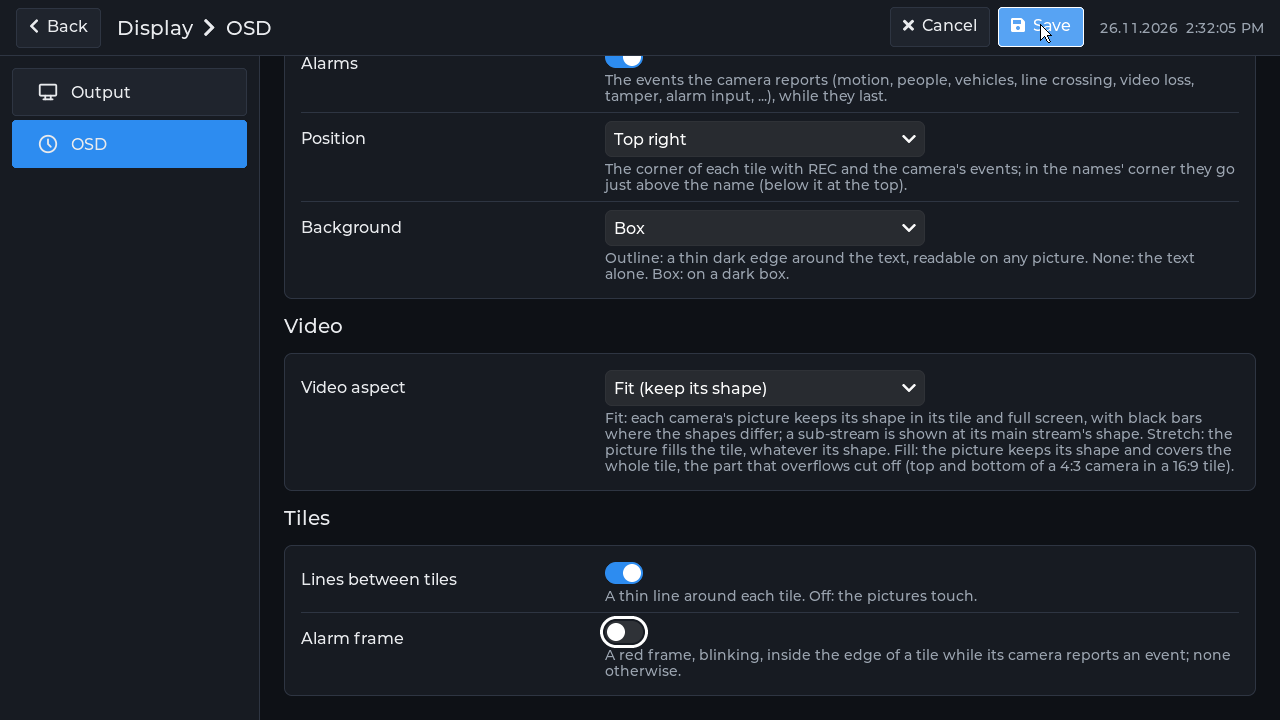 Back
Display > OSD
Cancel
Save
26.11.2026 2:32:05 PM
Output
OSD
Alarms
The events the camera reports (motion, people, vehicles, line crossing, video loss,
tamper, alarm input, ...), while they last.
Position
Top right
The corner of each tile with REC and the camera's events; in the names' corner they go
just above the name (below it at the top).
Background
Box
Outline: a thin dark edge around the text, readable on any picture. None: the text
alone. Box: on a dark box.
Video
Video aspect
Fit (keep its shape)
Fit: each camera's picture keeps its shape in its tile and full screen, with black bars
where the shapes differ; a sub-stream is shown at its main stream's shape. Stretch: the
picture fills the tile, whatever its shape. Fill: the picture keeps its shape and covers the
whole tile, the part that overflows cut off (top and bottom of a 4:3 camera in a 16:9 tile).
Tiles
Lines between tiles
A thin line around each tile. Off: the pictures touch.
Alarm frame
A red frame, blinking, inside the edge of a tile while its camera reports an event; none
otherwise.